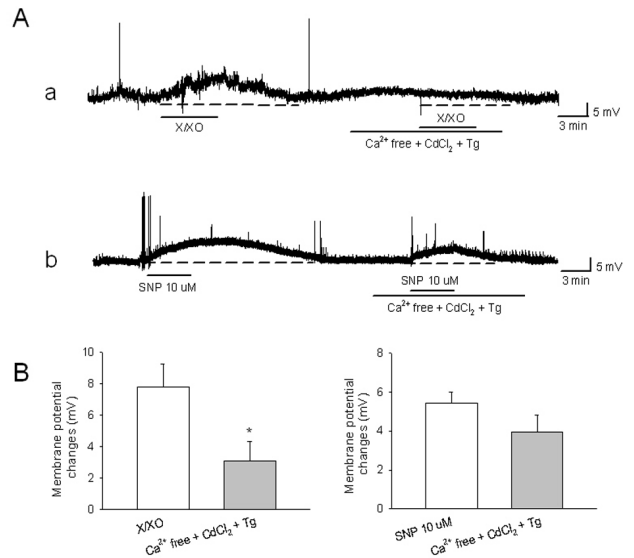 A
a
X/XO
X/XO
Ca2+ free + CdCl2 + Tg
5 mV
3 min
b
SNP 10 uM
SNP 10 uM
Ca2+ free + CdCl2 + Tg
5 mV
3 min
B
Membrane potential
changes (mV)
10
8
6
4
2
0
*
X/XO
Ca2+ free + CdCl2 + Tg
Membrane potential
changes (mV)
8
6
4
2
0
SNP 10 uM
Ca2+ free + CdCl2 + Tg